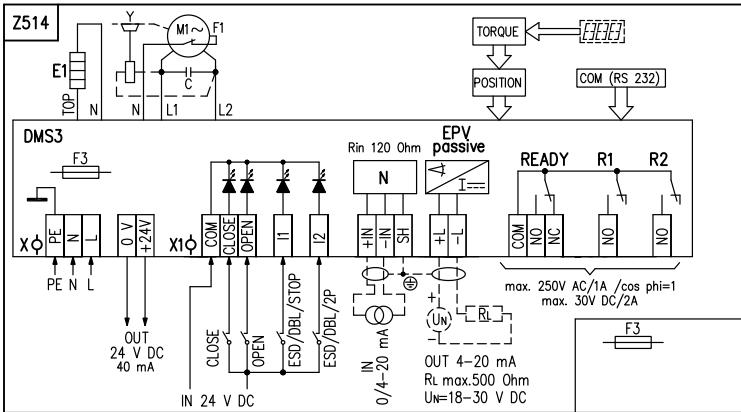 Z514
Y
M1~
F1
TORQUE
E1
C
POSITION
COM (RS 232)
TOP
N
N
L1
L2
DMS3
EPV
passive
Rin 120 Ohm
READY
R1
R2
F3
N
I
X
PE
N
L
0 V
+24V
X1
COM
CLOSE
OPEN
I1
I2
+IN
-IN
SH
+L
-L
COM
NO
NC
NO
NO
PE N L
max. 250V AC/1A /cos phi=1
max. 30V DC/2A
OUT
24 V DC
40 mA
CLOSE
OPEN
ESD/DBL/STOP
ESD/DBL/2P
IN 24 V DC
IN
0/4-20 mA
+
UN
-
RL
OUT 4-20 mA
RL max.500 Ohm
UN=18-30 V DC
F3